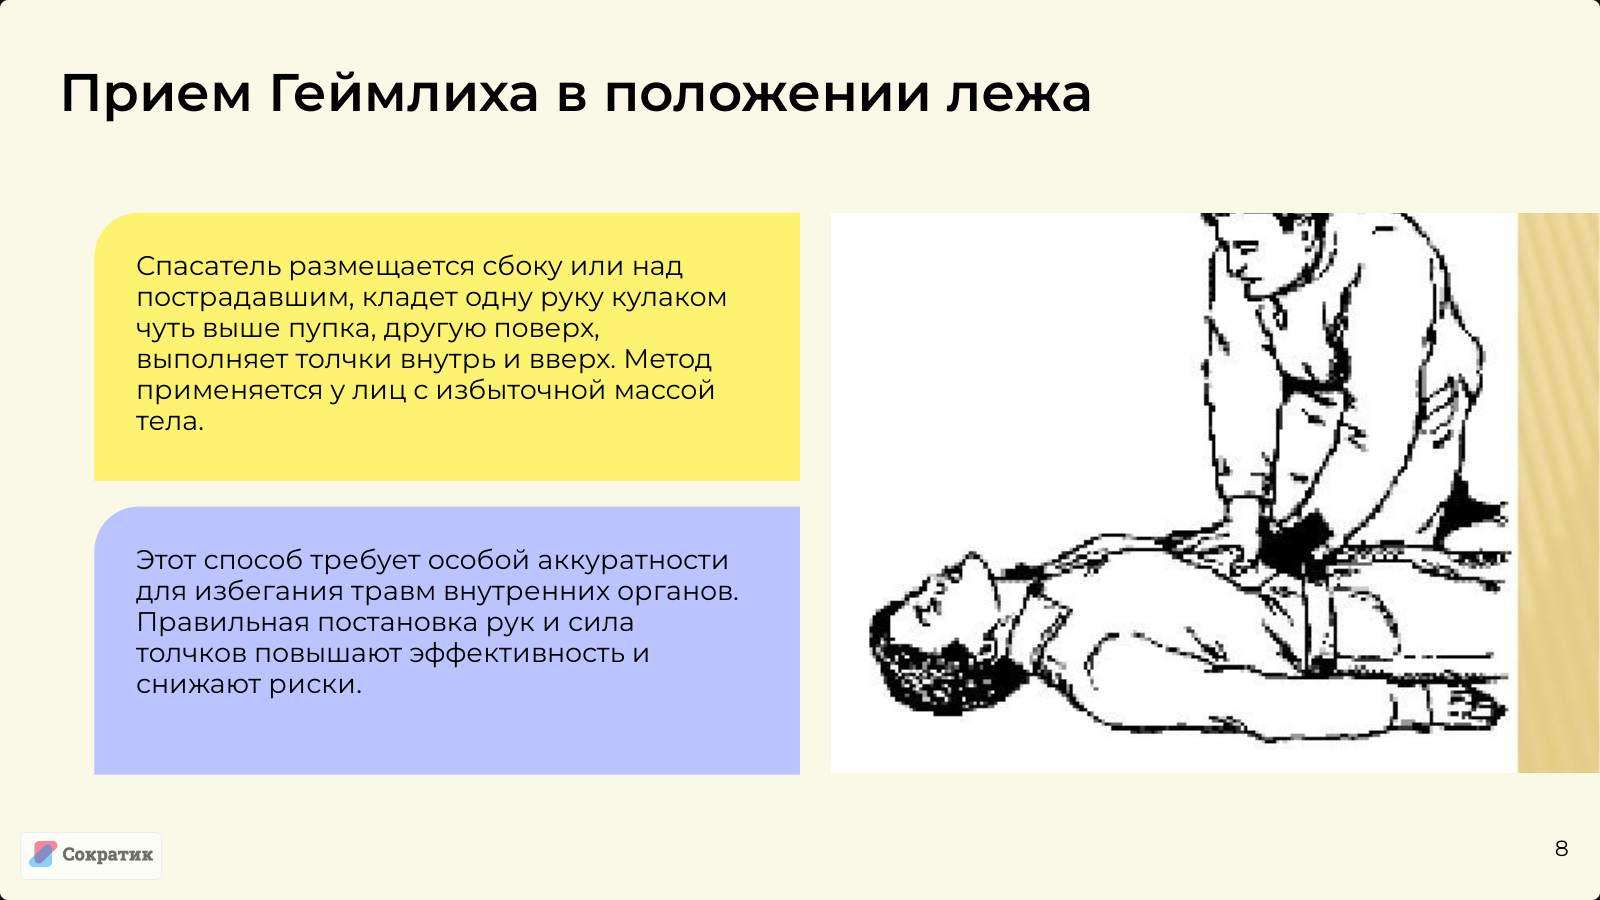 Прием Геймлиха в положении лежа
Спасатель размещается сбоку или над
пострадавшим, кладет одну руку кулаком
чуть выше пупка, другую поверх,
выполняет толчки внутрь и вверх. Метод
применяется у лиц с избыточной массой
тела.
Этот способ требует особой аккуратности
для избегания травм внутренних органов.
Правильная постановка рук и сила
толчков повышают эффективность и
снижают риски.
Сократик
8